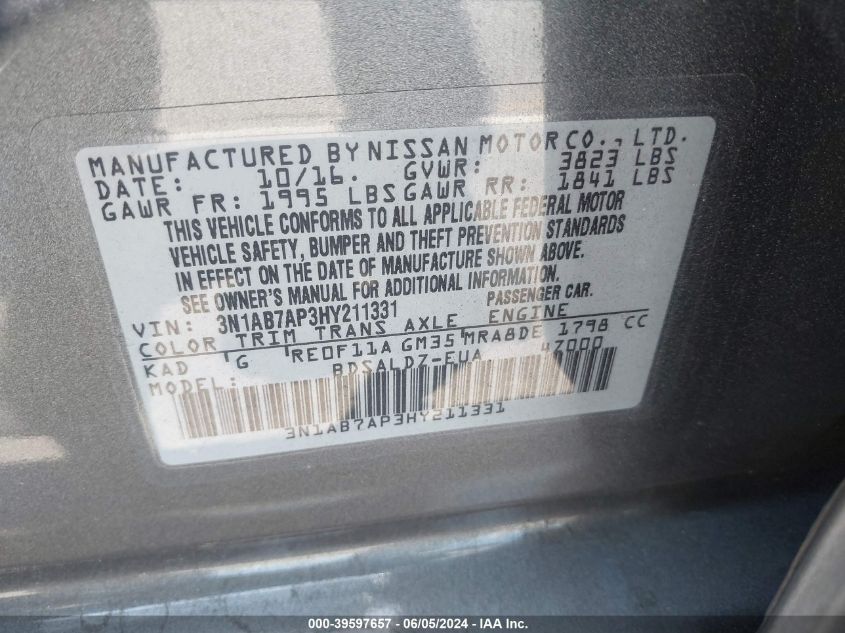 MANUFACTURED BY NISSAN MOTOR CO., LTD.
DATE: 10/16. GVWR: 3823 LBS
GAWR FR: 1995 LBS GAWR RR: 1841 LBS
THIS VEHICLE CONFORMS TO ALL APPLICABLE FEDERAL MOTOR
VEHICLE SAFETY, BUMPER AND THEFT PREVENTION STANDARDS
IN EFFECT ON THE DATE OF MANUFACTURE SHOWN ABOVE.
SEE OWNER'S MANUAL FOR ADDITIONAL INFORMATION.
VIN: 3N1AB7AP3HY211331 PASSENGER CAR.
COLOR TRIM TRANS AXLE ENGINE
KAD G RE0F11A GM35 MRA8DE 1798 CC
MODEL: BDSALDZ-EUA 47000
3N1AB7AP3HY211331
000-39597657 - 06/05/2024 - IAAI.com